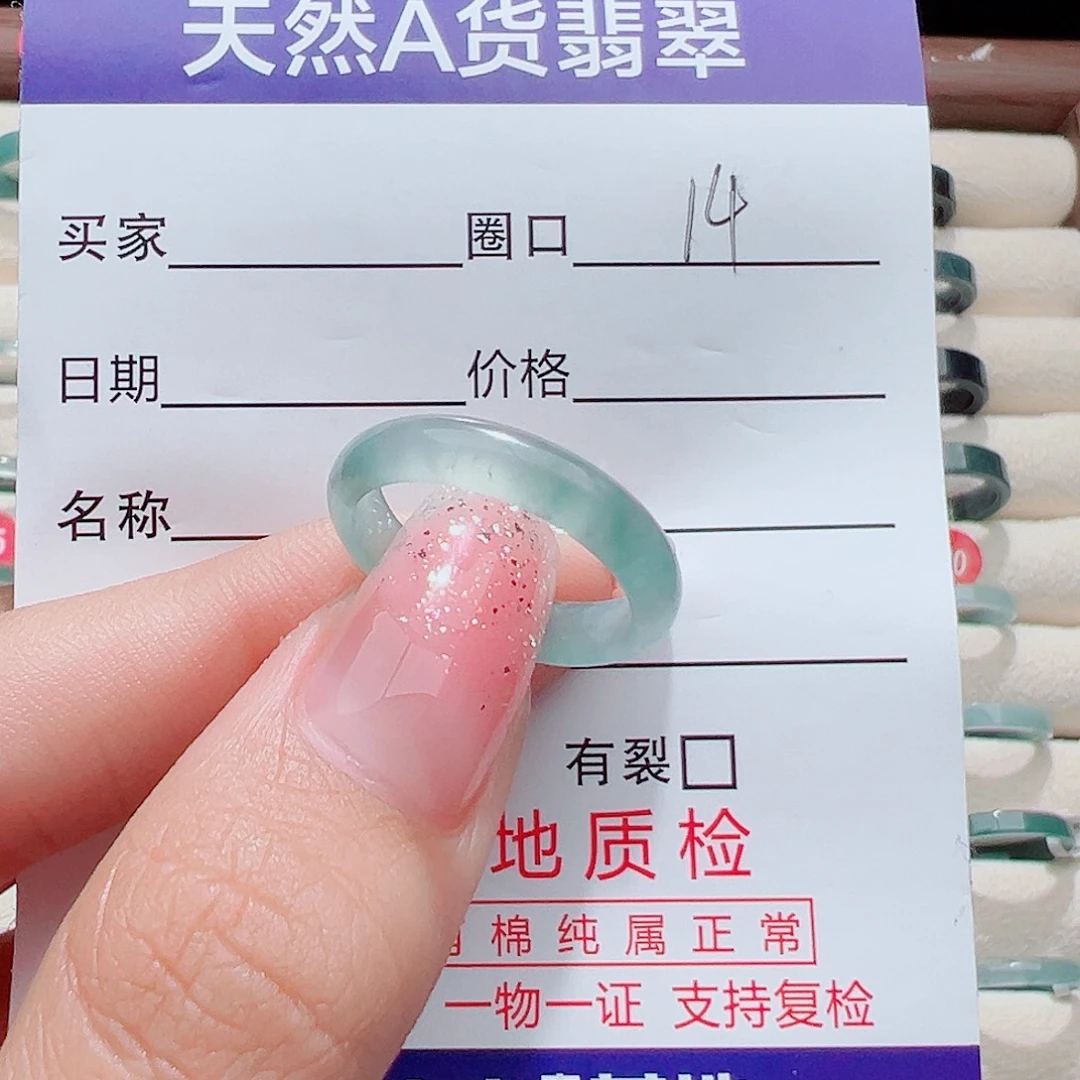 天然A货翡翠
买家 圈口 14
日期 价格
名称
有裂
地质检
棉纯属正常
一物一证 支持复检